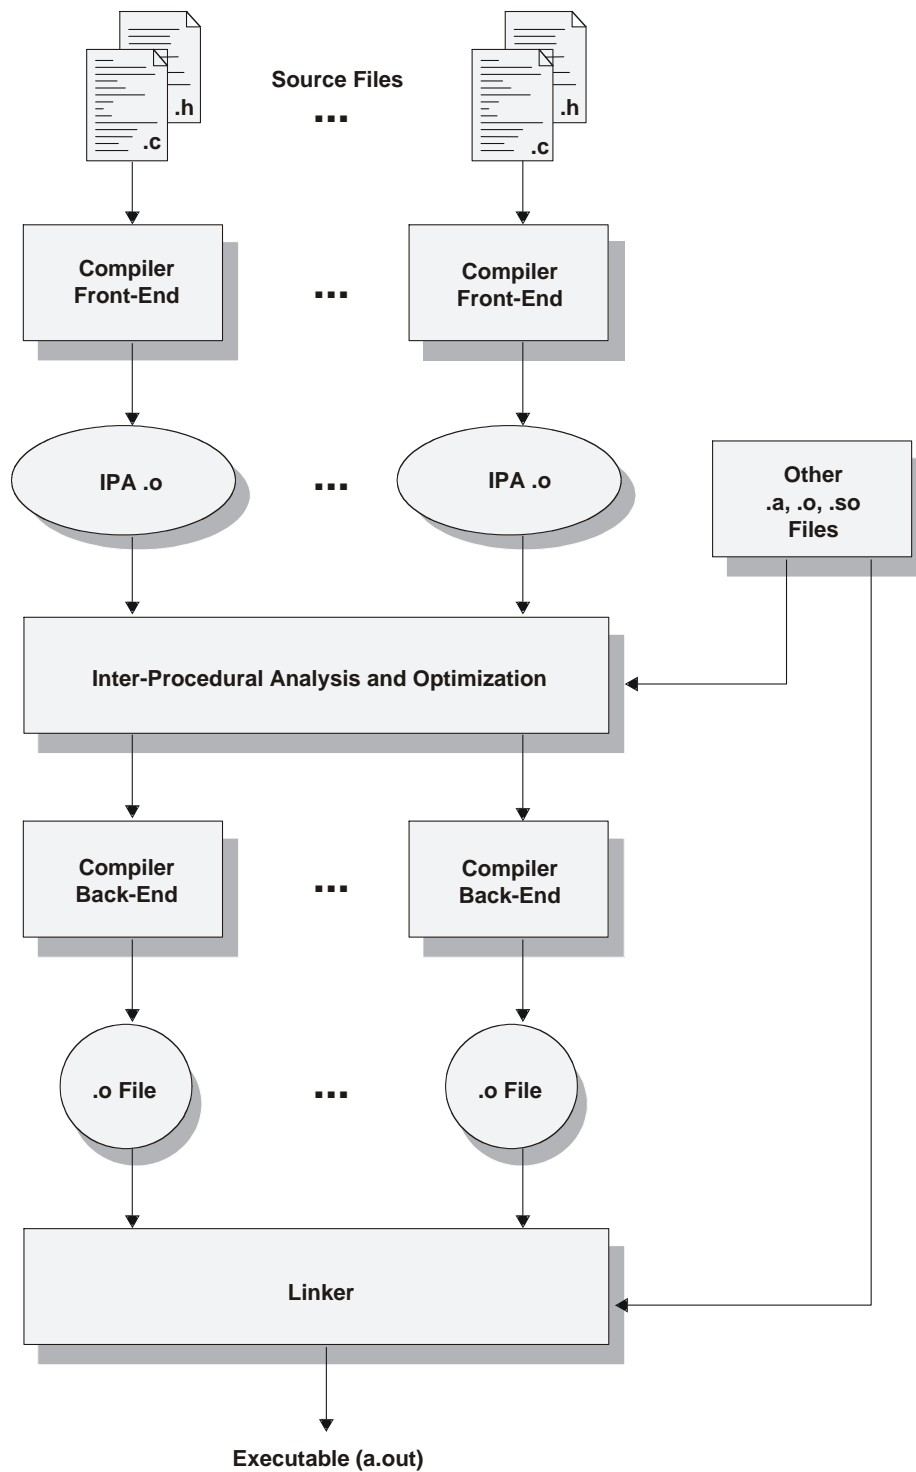 .h
.c
Source Files
...
.h
.c
Compiler
Front-End
...
Compiler
Front-End
IPA .o
...
IPA .o
Other
.a, .o, .so
Files
Inter-Procedural Analysis and Optimization
Compiler
Back-End
...
Compiler
Back-End
.o File
...
.o File
Linker
Executable (a.out)